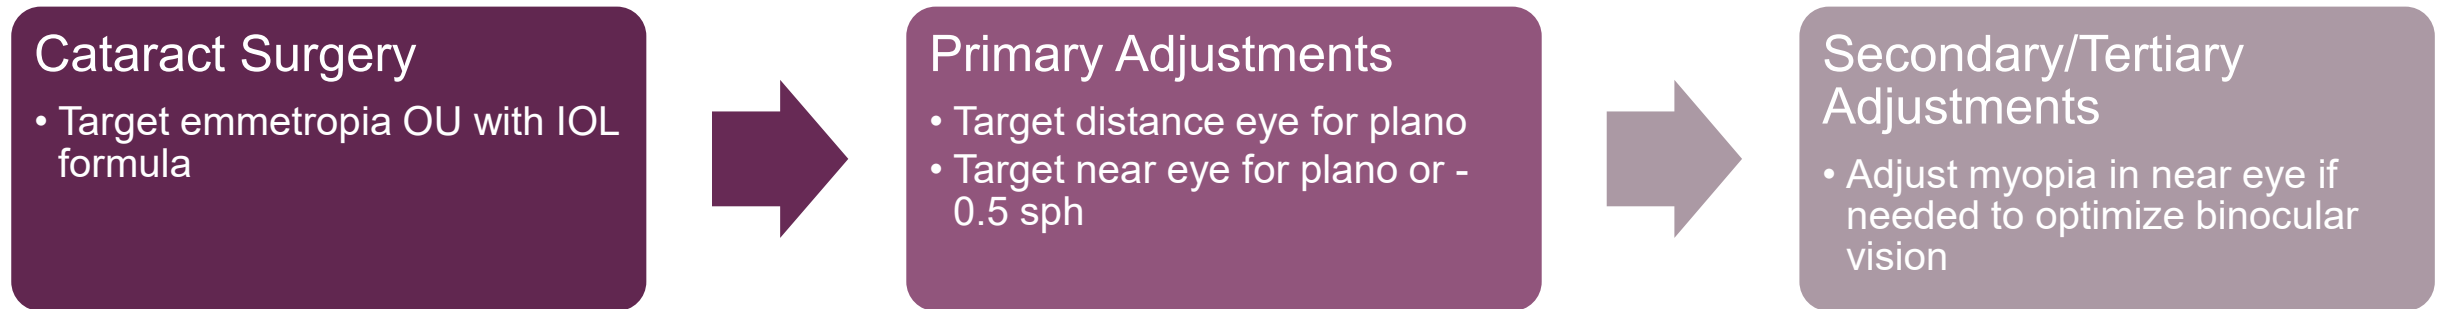 Cataract Surgery
• Target emmetropia OU with IOL
formula
Primary Adjustments
• Target distance eye for plano
• Target near eye for plano or -
0.5 sph
Secondary/Tertiary
Adjustments
• Adjust myopia in near eye if
needed to optimize binocular
vision